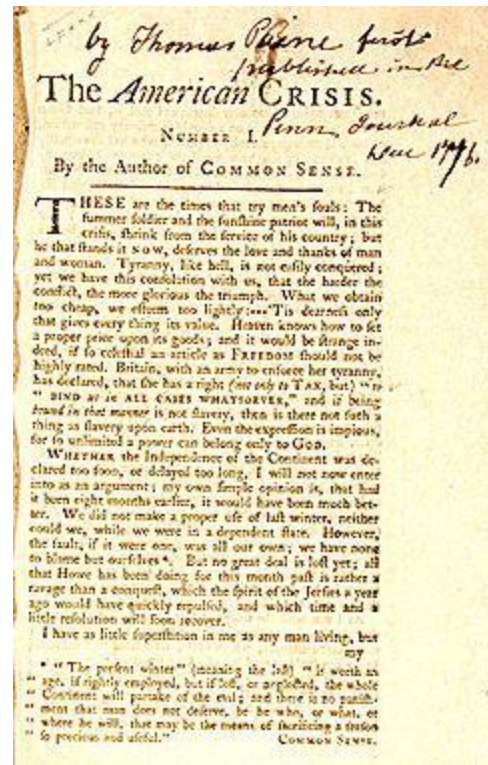 by Thomas Paine first
published in the
The American CRISIS.
Penn Journal
NUMBER I.
Dec 1776.
By the Author of COMMON SENSE.
THESE are the times that try men's souls: The
summer soldier and the sunshine patriot will, in this
crisis, shrink from the service of his country; but
he that stands it NOW, deserves the love and thanks of man
and woman. Tyranny, like hell, is not easily conquered;
yet we have this consolation with us, that the harder the
conflict, the more glorious the triumph. What we obtain
too cheap, we esteem too lightly:---'Tis dearness only
that gives every thing its value. Heaven knows how to set
a proper price upon its goods; and it would be strange in-
deed, if so celestial an article as FREEDOM should not be
highly rated. Britain, with an army to enforce her tyranny,
has declared, that she has a right (not only to TAX, but) "to
" BIND us in ALL CASES WHATSOEVER," and if being
bound in that manner is not slavery, then is there not such a
thing as slavery upon earth. Even the expression is impious,
for so unlimited a power can belong only to GOD.
WHETHER the Independence of the Continent was de-
clared too soon, or delayed too long, I will not now enter
into as an argument; my own simple opinion is, that had
it been eight months earlier, it would have been much bet-
ter. We did not make a proper use of last winter, neither
could we, while we were in a dependent state. However,
the fault, if it were one, was all our own; we have none
to blame but ourselves*. But no great deal is lost yet; all
that Howe has been doing for this month past is rather a
ravage than a conquest, which the spirit of the Jersies a year
ago would have quickly repulsed, and which time and a
little resolution will soon recover.
I have as little superstition in me as any man living, but
my
* "The present winter" (meaning the last) "is worth an
" age, if rightly employed, but if lost, or neglected, the whole
" Continent will partake of the evil; and there is no punish-
" ment that man does not deserve, be he who, or what, or
" where he will, that may be the means of sacrificing a season
" so precious and useful." COMMON SENSE.